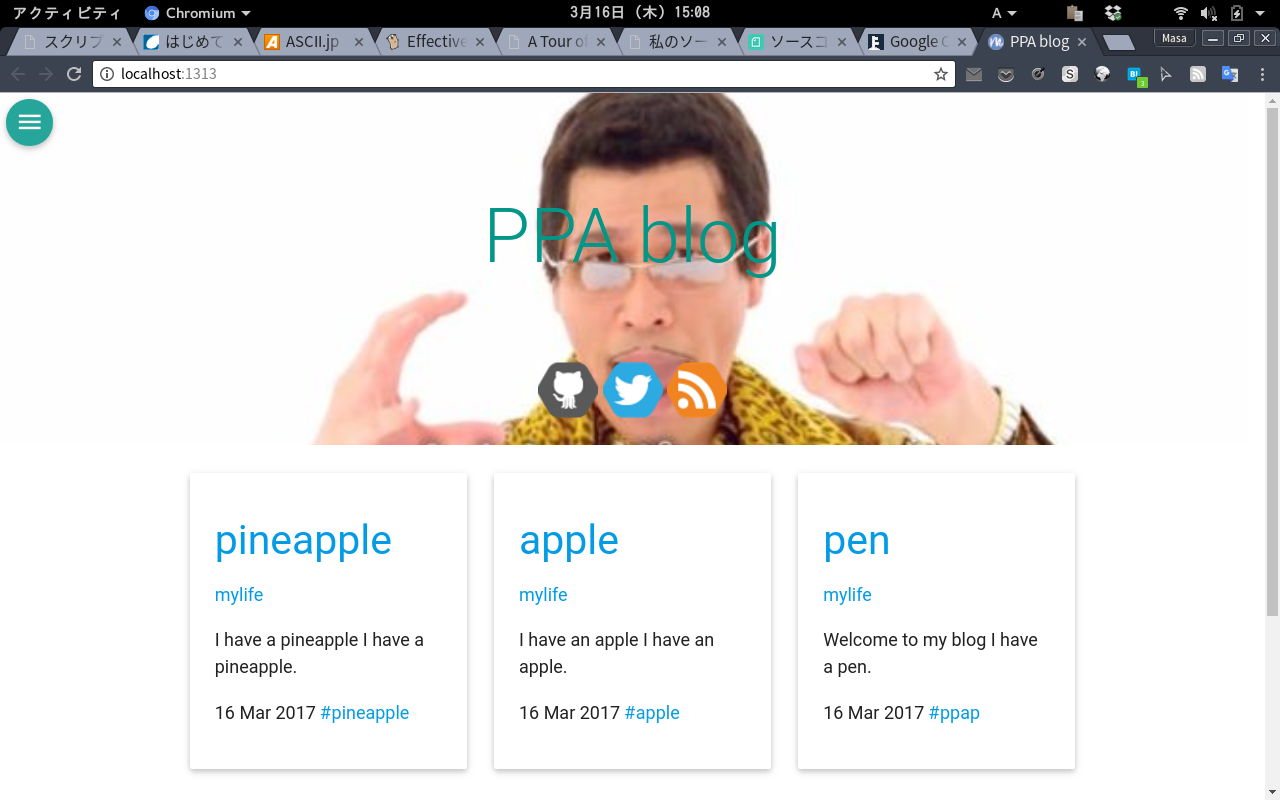 アクティビティ Chromium 3月16日 (木) 15:08 A
スクリプ はじめて ASCII.jp Effective A Tour of 私のソー ソースコ Google C PPA blog Masa
localhost:1313
PPA blog
pineapple
mylife
I have a pineapple I have a
pineapple.
16 Mar 2017 #pineapple
apple
mylife
I have an apple I have an
apple.
16 Mar 2017 #apple
pen
mylife
Welcome to my blog I have
a pen.
16 Mar 2017 #ppap